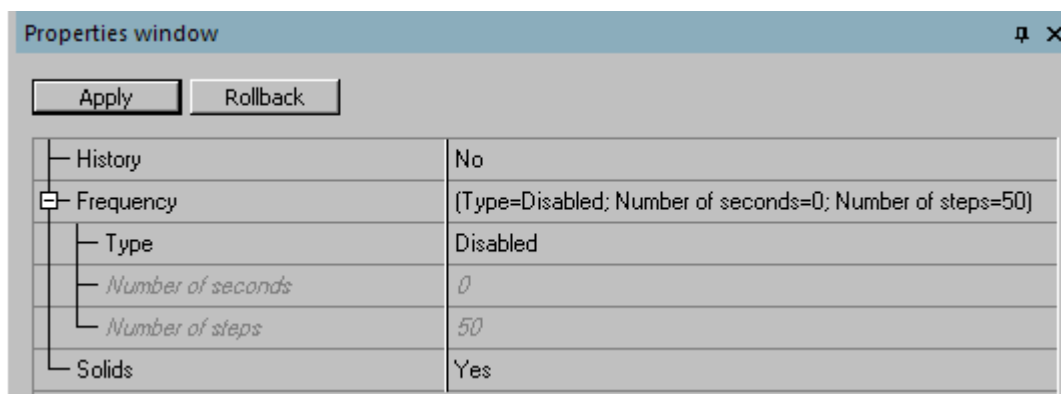 Properties window
Apply Rollback
History No
Frequency (Type=Disabled; Number of seconds=0; Number of steps=50)
Type Disabled
Number of seconds 0
Number of steps 50
Solids Yes